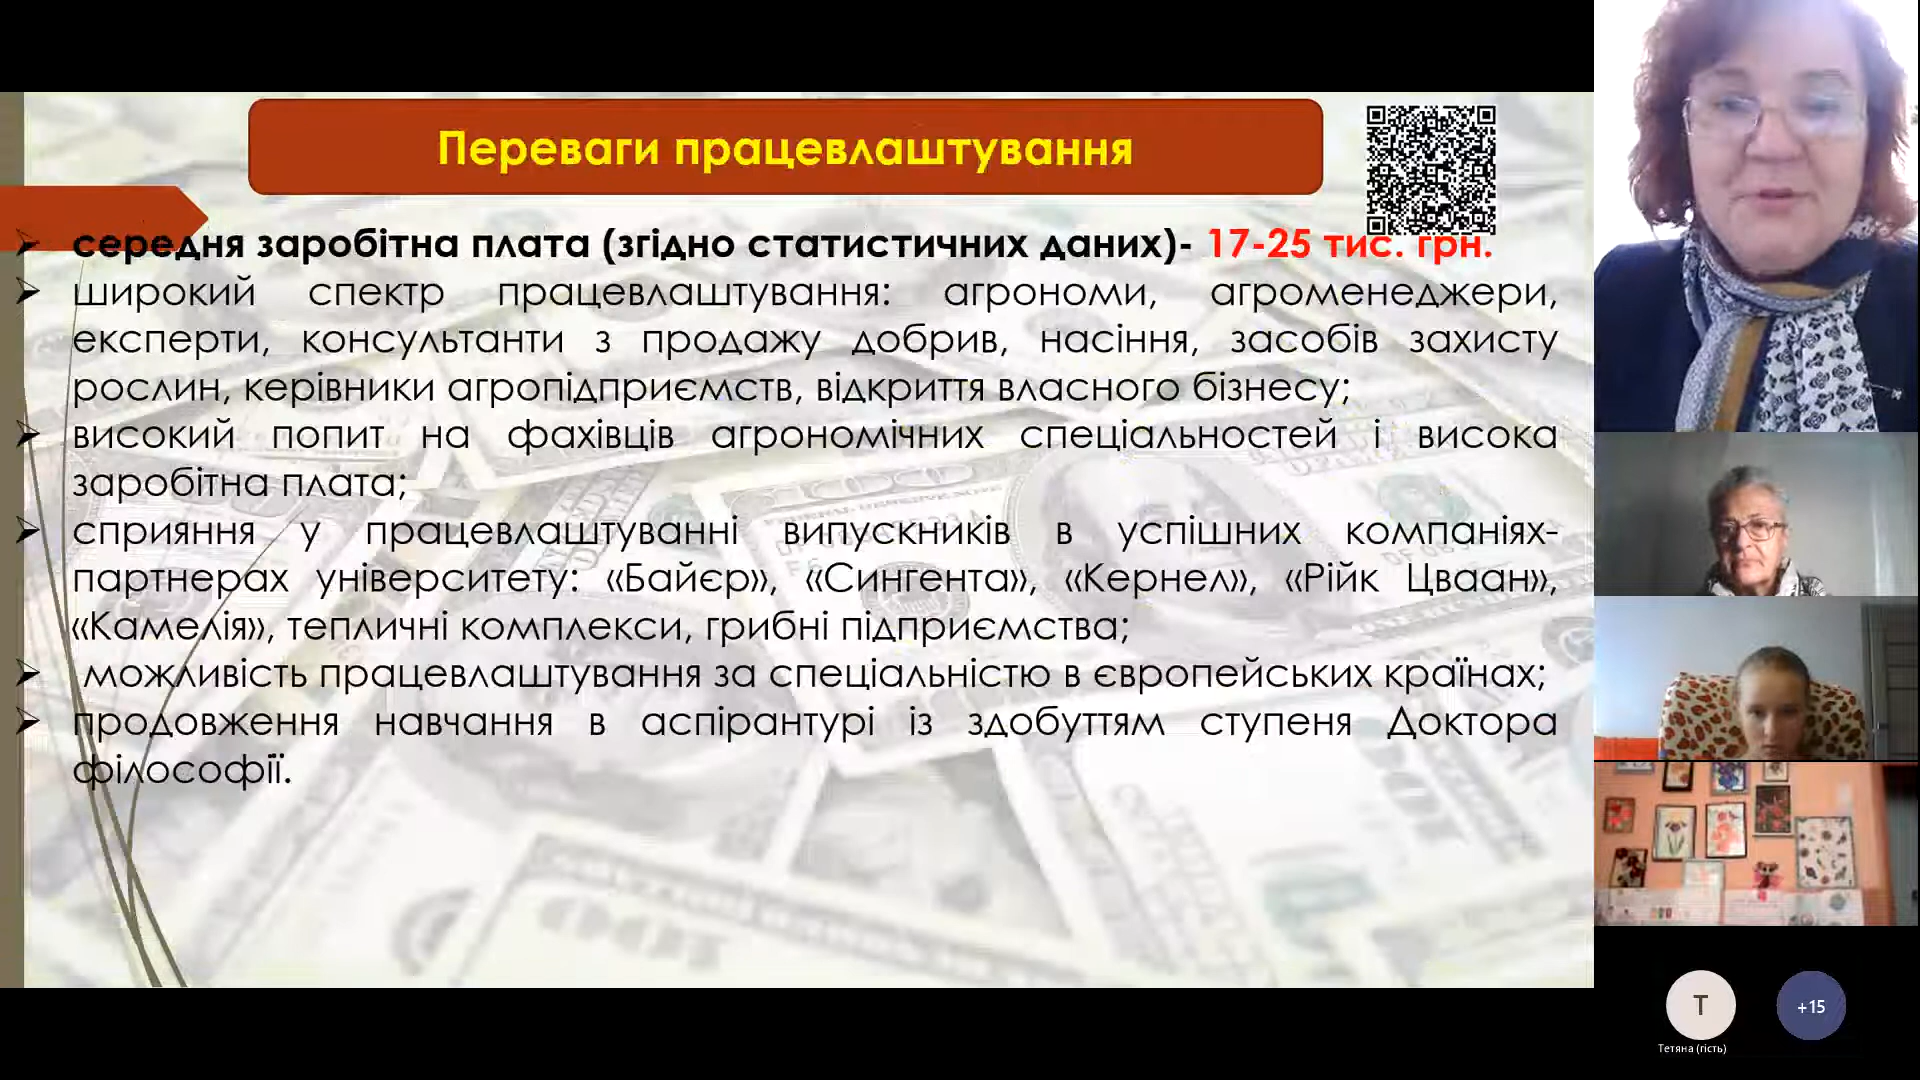 Переваги працевлаштування
середня заробітна плата (згідно статистичних даних)- 17-25 тис. грн.
широкий спектр працевлаштування: агрономи, агроменеджери,
експерти, консультанти з продажу добрив, насіння, засобів захисту
рослин, керівники агропідприємств, відкриття власного бізнесу;
високий попит на фахівців агрономічних спеціальностей і висока
заробітна плата;
сприяння у працевлаштуванні випускників в успішних компаніях-
партнерах університету: «Байєр», «Сингента», «Кернел», «Рійк Цваан»,
«Камелія», тепличні комплекси, грибні підприємства;
можливість працевлаштування за спеціальністю в європейських країнах;
продовження навчання в аспірантурі із здобуттям ступеня Доктора
філософії.
T
+15
Тетяна (гість)